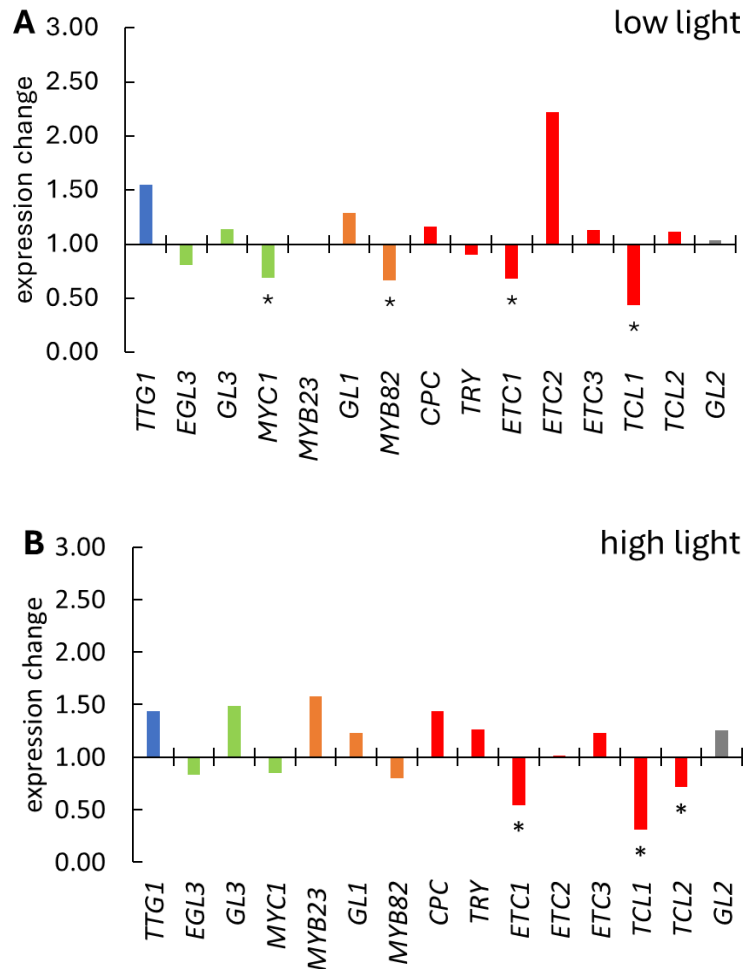 A
low light
3.00
2.50
2.00
1.50
1.00
0.50
0.00
expression change
*
*
*
*
TTG1
EGL3
GL3
MYC1
MYB23
GL1
MYB82
CPC
TRY
ETC1
ETC2
ETC3
TCL1
TCL2
GL2
B
high light
3.00
2.50
2.00
1.50
1.00
0.50
0.00
expression change
*
*
*
TTG1
EGL3
GL3
MYC1
MYB23
GL1
MYB82
CPC
TRY
ETC1
ETC2
ETC3
TCL1
TCL2
GL2